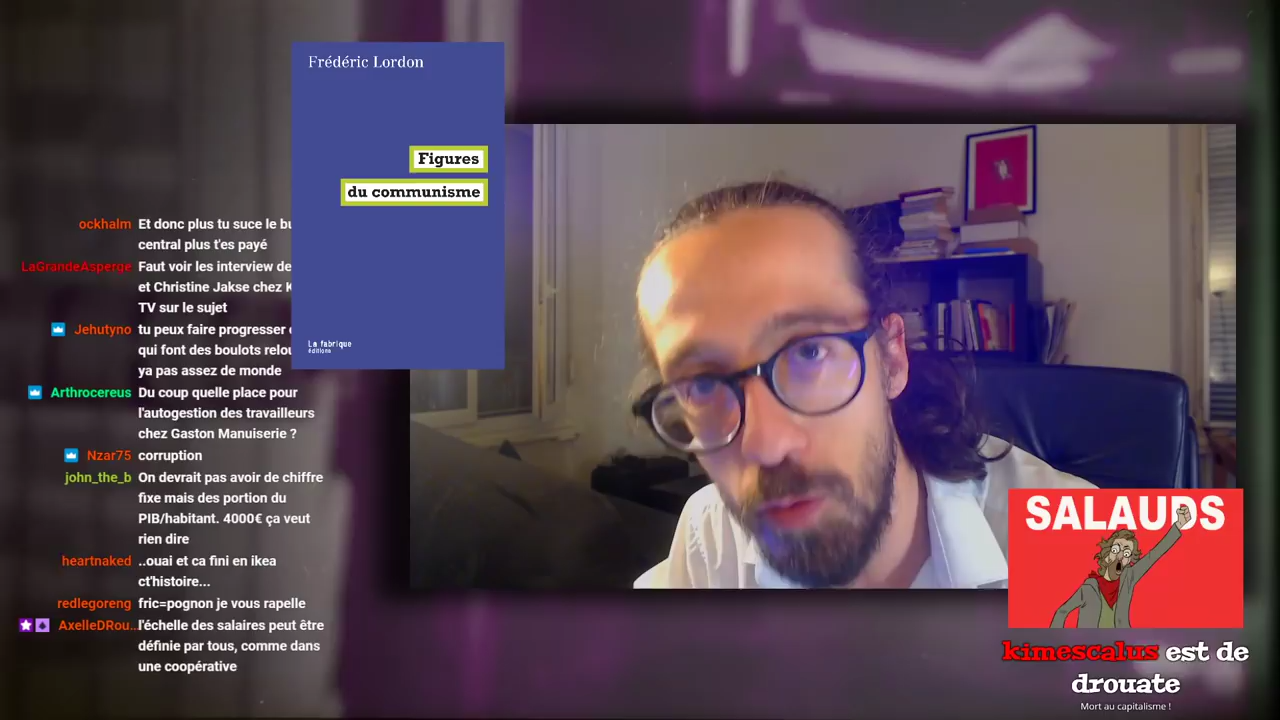 Frédéric Lordon
Figures
du communisme
La fabrique
éditions
ockhalm Et donc plus tu suce le bu
central plus t'es payé
LaGrandeAsperge Faut voir les interview de
et Christine Jakse chez K
TV sur le sujet
Jehutyno tu peux faire progresser
qui font des boulots relou
ya pas assez de monde
Arthrocereus Du coup quelle place pour
l'autogestion des travailleurs
chez Gaston Manuiserie ?
Nzar75 corruption
john_the_b On devrait pas avoir de chiffre
fixe mais des portion du
PIB/habitant. 4000€ ça veut
rien dire
heartnaked ..ouai et ca fini en ikea
ct'histoire...
redlegoreng fric=pognon je vous rapelle
AxelleDRou... l'échelle des salaires peut être
définie par tous, comme dans
une coopérative
SALAUDS
kimescalus est de
drouate
Mort au capitalisme !